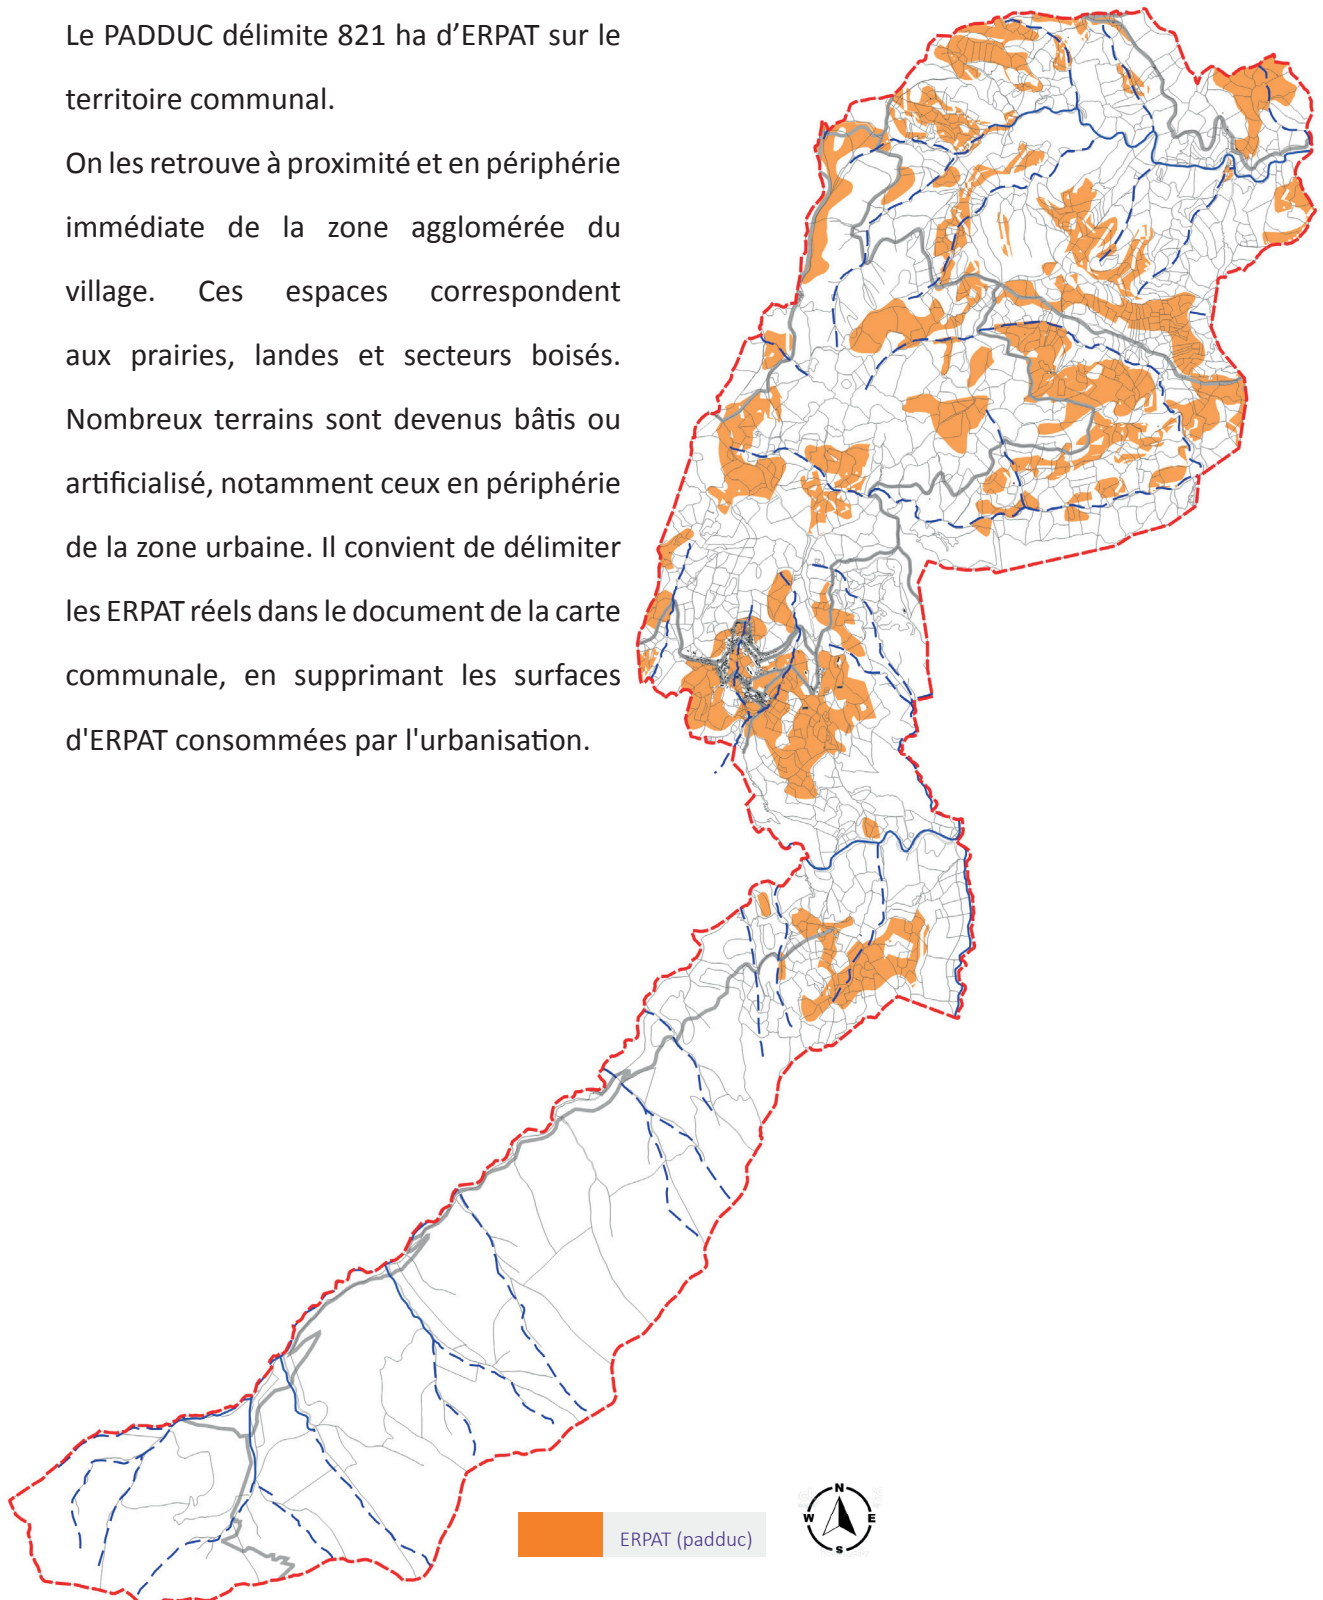 Le PADDUC délimite 821 ha d’ERPAT sur le
territoire communal.
On les retrouve à proximité et en périphérie
immédiate de la zone agglomérée du
village. Ces espaces correspondent
aux prairies, landes et secteurs boisés.
Nombreux terrains sont devenus bâtis ou
artificialisé, notamment ceux en périphérie
de la zone urbaine. Il convient de délimiter
les ERPAT réels dans le document de la carte
communale, en supprimant les surfaces
d'ERPAT consommées par l'urbanisation.
ERPAT (padduc)
N
W E
S